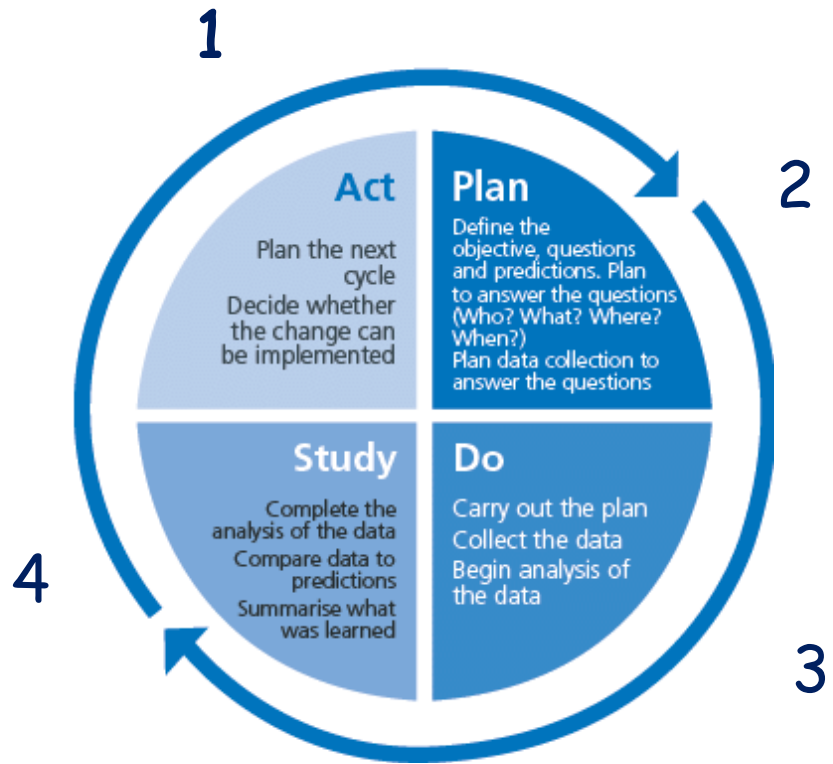 1
2
Act
Plan the next
cycle
Decide whether
the change can
be implemented
Plan
Define the
objective, questions
and predictions. Plan
to answer the questions
(Who? What? Where?
When?)
Plan data collection to
answer the questions
Study
Complete the
analysis of the data
Compare data to
predictions
Summarise what
was learned
Do
Carry out the plan
Collect the data
Begin analysis of
the data
4
3